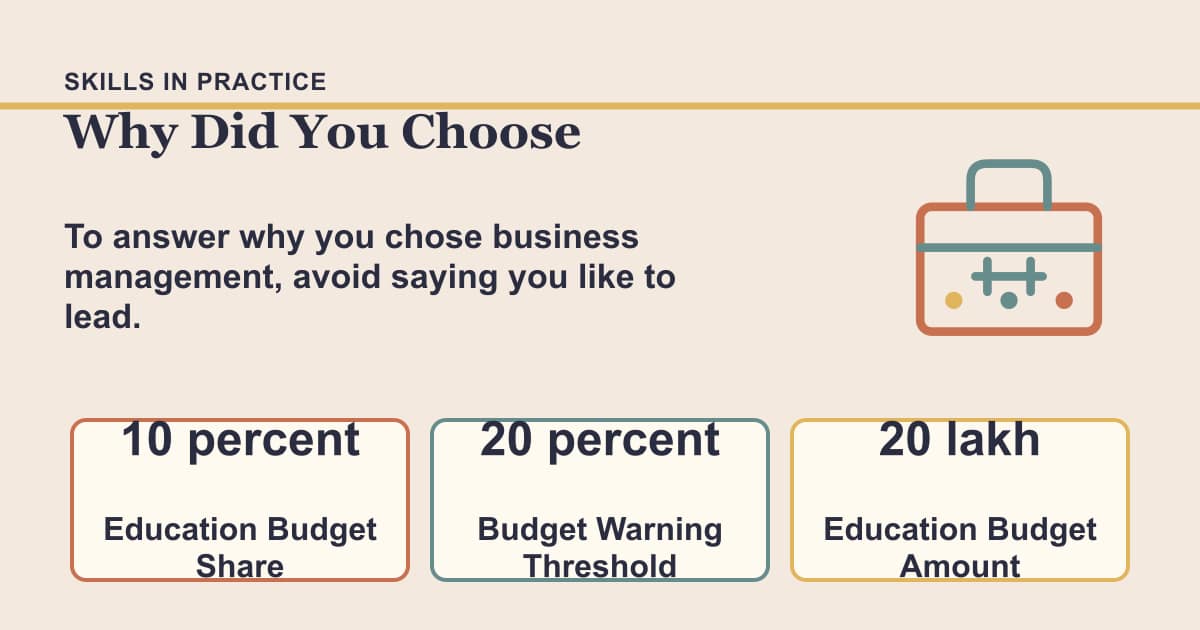 SKILLS IN PRACTICE
Why Did You Choose
To answer why you chose business
management, avoid saying you like to
lead.
10 percent
Education Budget
Share
20 percent
Budget Warning
Threshold
20 lakh
Education Budget
Amount